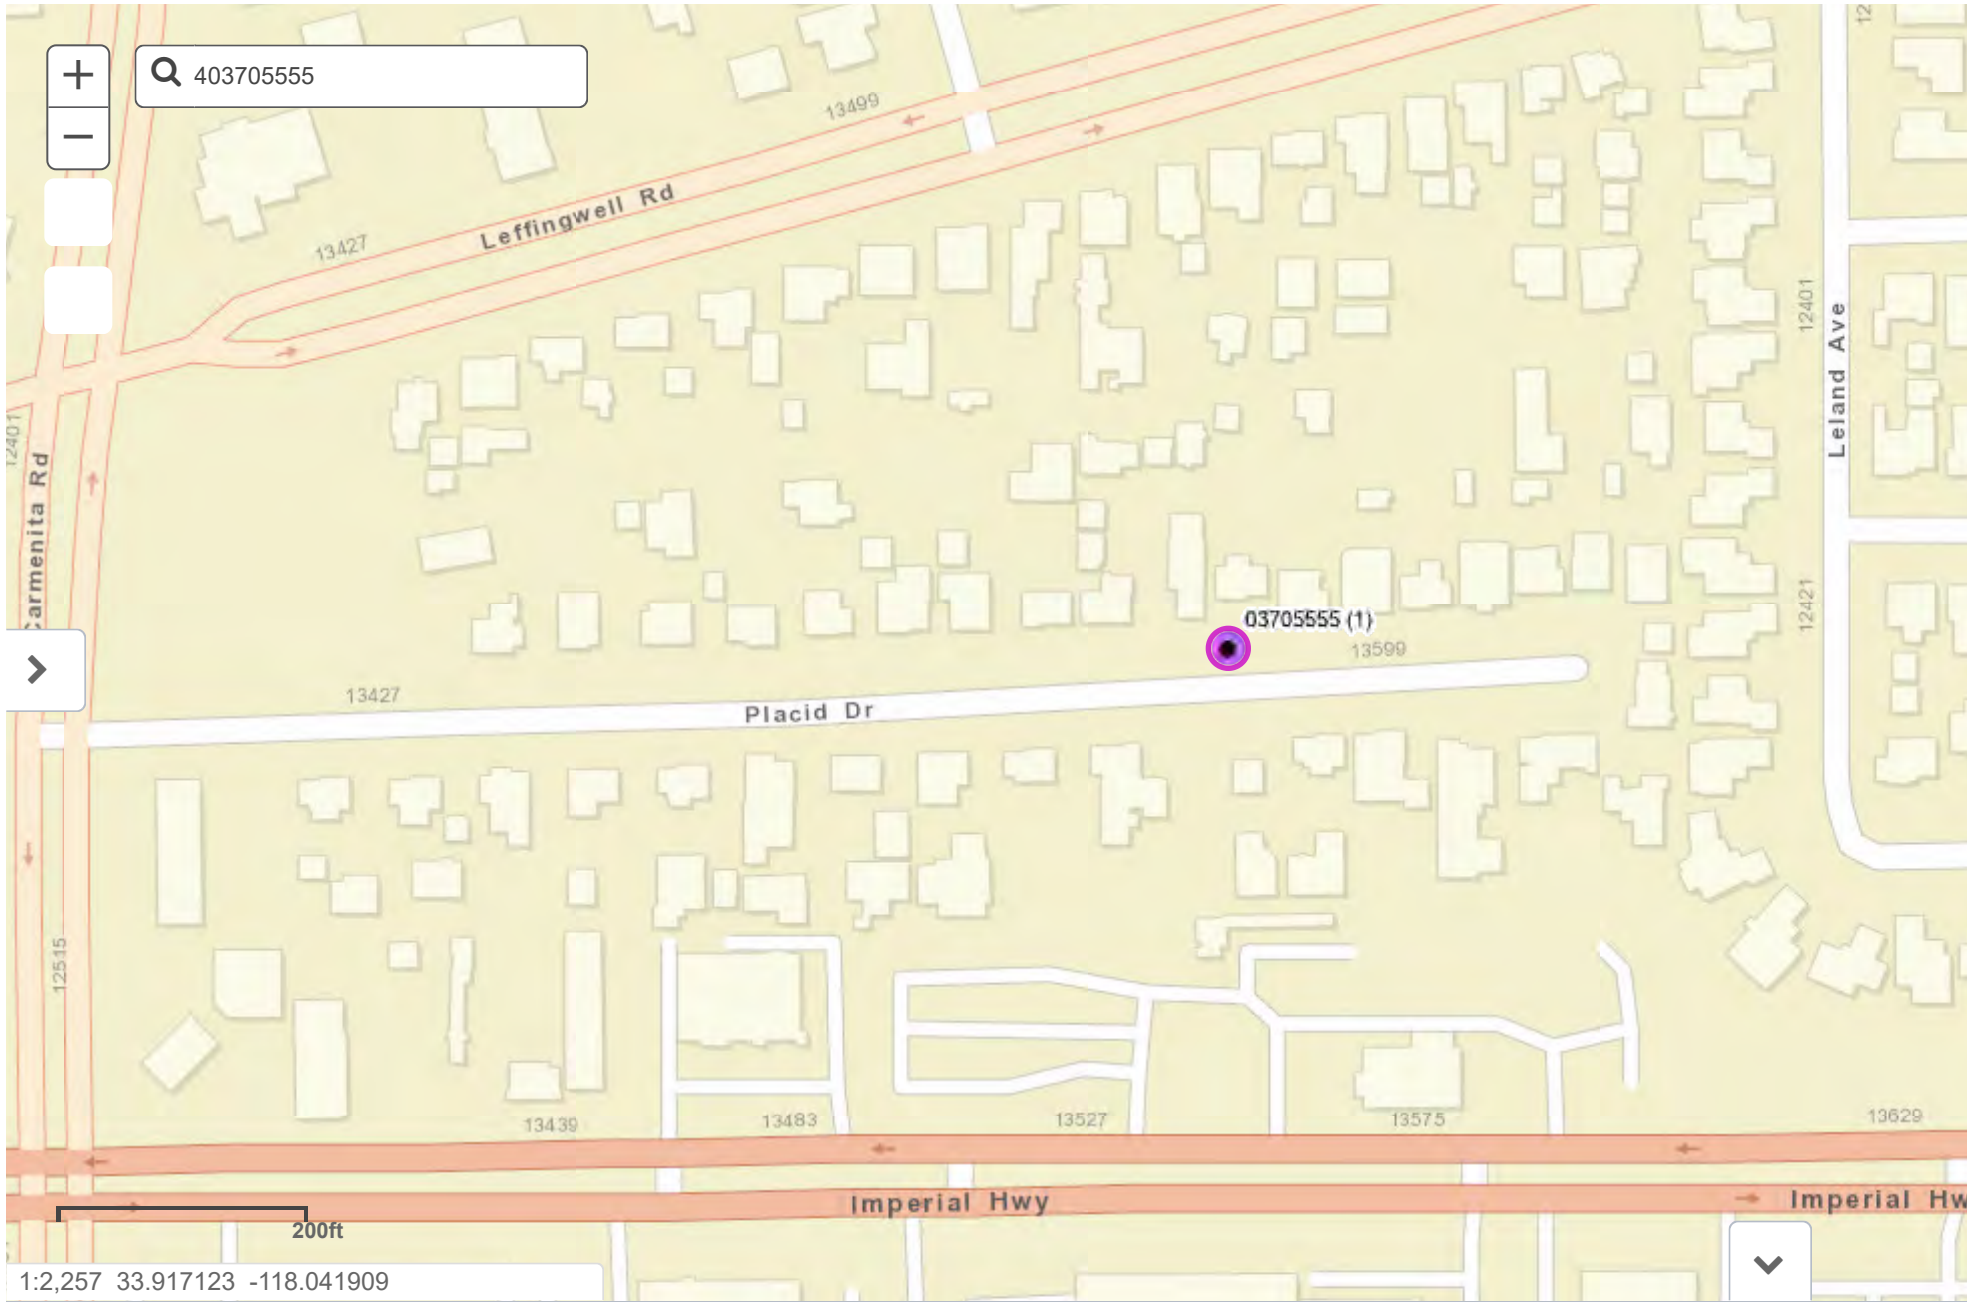 +
403705555
−
12
13499
Leffingwell Rd
13427
12401
Leland Ave
12401
Carmenita Rd
12421
03705555 (1)
13599
13427
Placid Dr
12515
13439
13483
13527
13575
13629
Imperial Hwy
Imperial Hw
200ft
1:2,257 33.917123 -118.041909